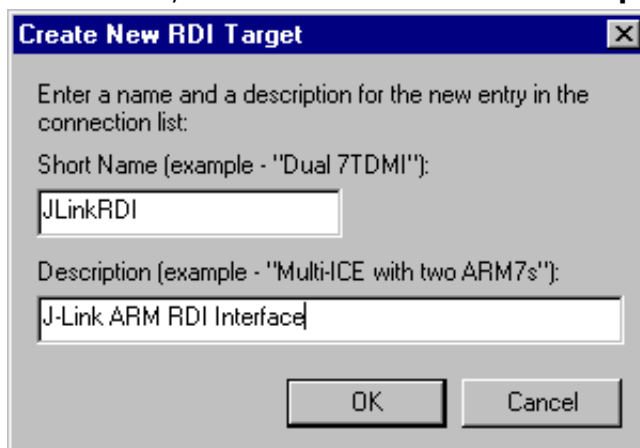 Create New RDI Target
Enter a name and a description for the new entry in the
connection list:
Short Name (example - "Dual 7TDMI"):
JLinkRDI
Description (example - "Multi-ICE with two ARM7s"):
J-Link ARM RDI Interface
OK
Cancel